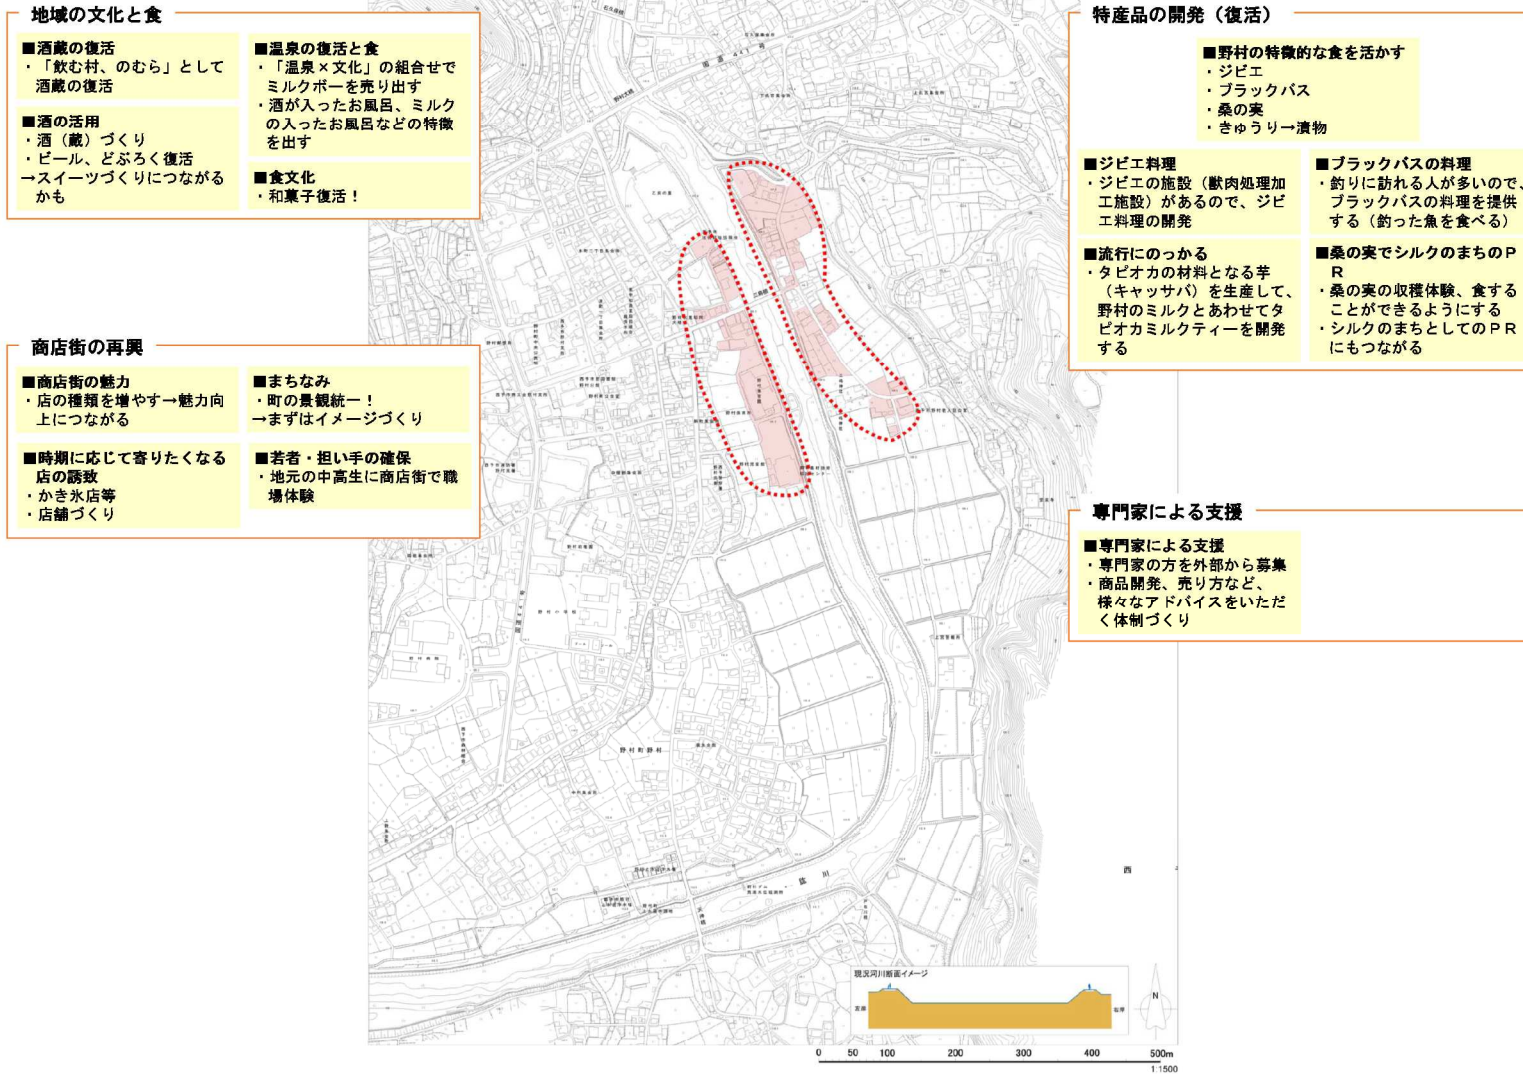 地域の文化と食
■酒蔵の復活
・「飲む村、のむら」として
酒蔵の復活
■酒の活用
・酒（蔵）づくり
・ビール、どぶろく復活
→スイーツづくりにつながる
かも
■温泉の復活と食
・「温泉×文化」の組合せで
ミルクボーを売り出す
・酒が入ったお風呂、ミルク
の入ったお風呂などの特徴
を出す
■食文化
・和菓子復活！
商店街の再興
■商店街の魅力
・店の種類を増やす→魅力向
上につながる
■時期に応じて寄りたくなる
店の誘致
・かき氷店等
・店舗づくり
■まちなみ
・町の景観統一！
→まずはイメージづくり
■若者・担い手の確保
・地元の中高生に商店街で職
場体験
特産品の開発（復活）
■野村の特徴的な食を活かす
・ジビエ
・ブラックバス
・桑の実
・きゅうり→漬物
■ジビエ料理
・ジビエの施設（獣肉処理加
工施設）があるので、ジビ
エ料理の開発
■ブラックバスの料理
・釣りに訪れる人が多いので、
ブラックバスの料理を提供
する（釣った魚を食べる）
■流行にのっかる
・タピオカの材料となる芋
（キャッサバ）を生産して、
野村のミルクとあわせてタ
ピオカミルクティーを開発
する
■桑の実でシルクのまちのP
R
・桑の実の収穫体験、食する
ことができるようにする
・シルクのまちとしてのPR
にもつながる
専門家による支援
■専門家による支援
・専門家の方を外部から募集
・商品開発、売り方など、
様々なアドバイスをいただ
く体制づくり
国道441号
野村大橋
三島橋
野村町野村
肱川
西
現況河川断面イメージ
左岸
右岸
N
0 50 100 200 300 400 500m
1:1500